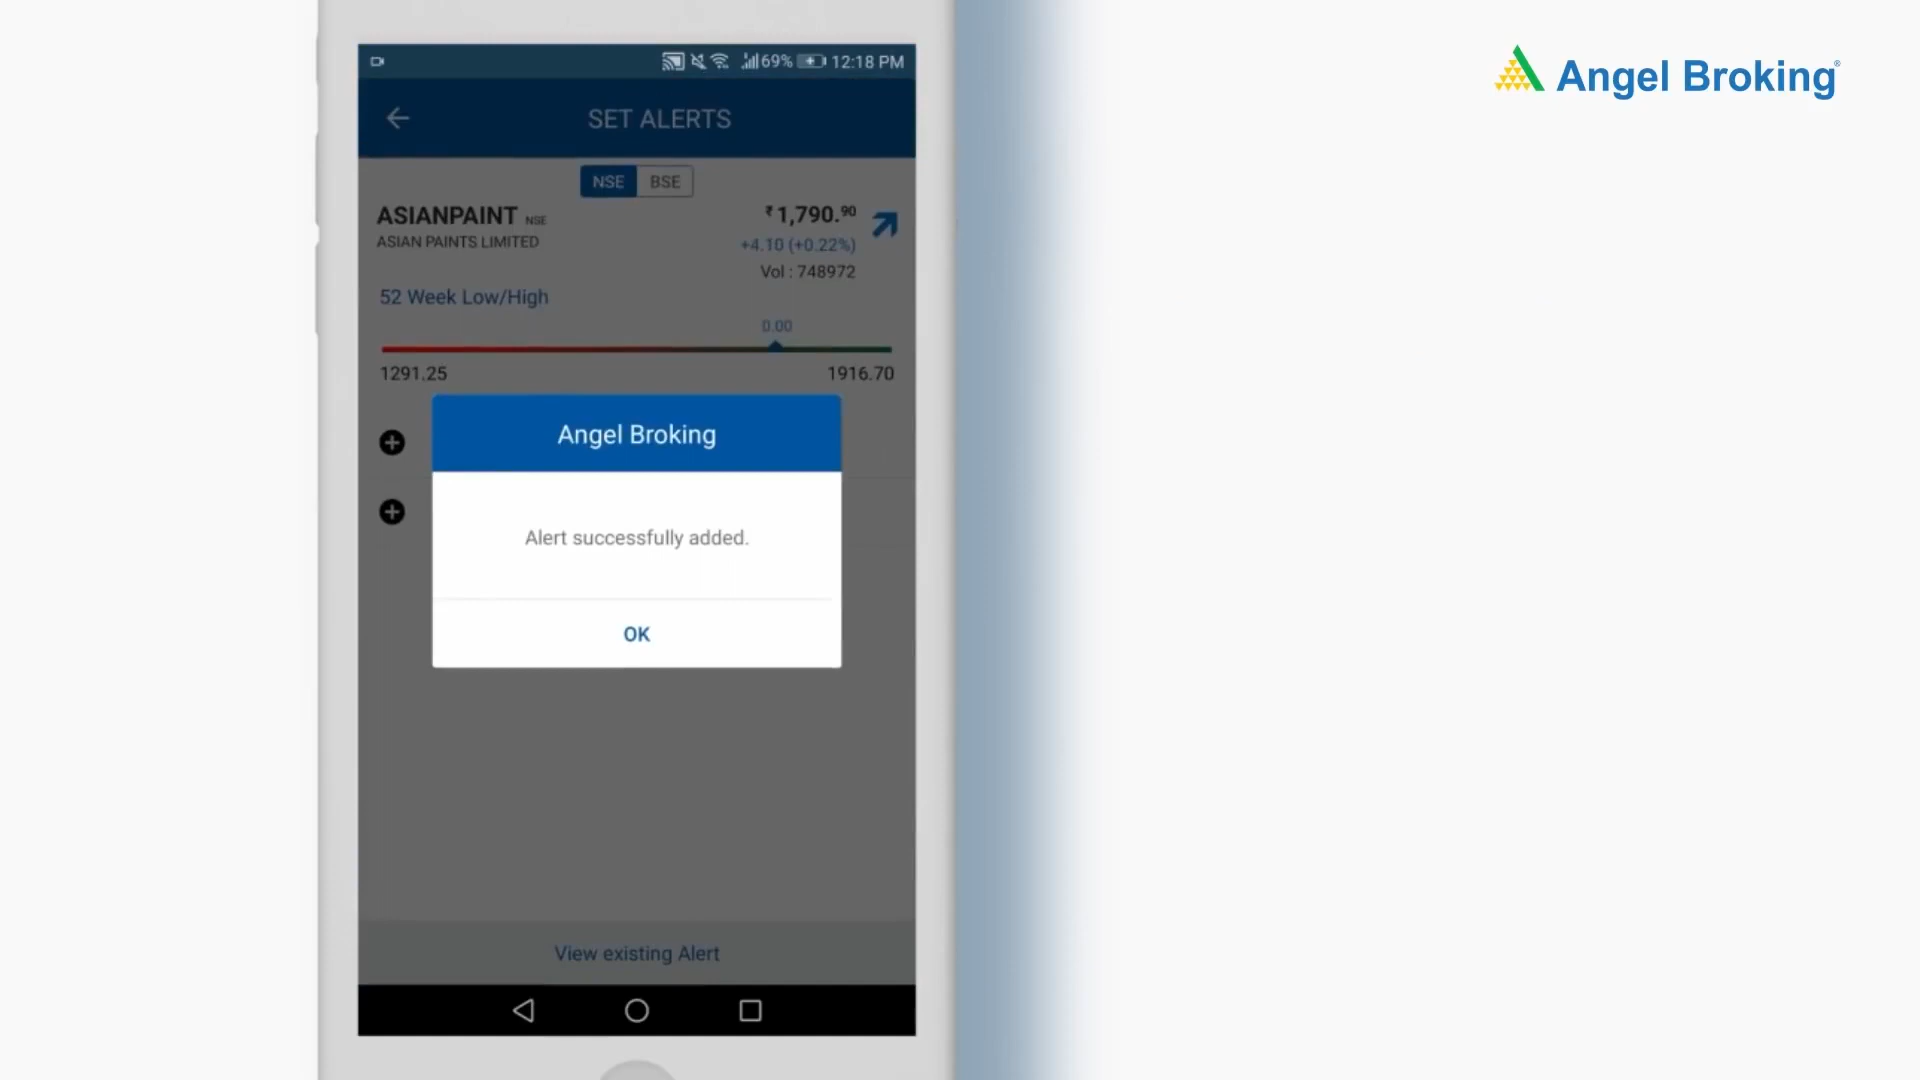 69% 12:18 PM
Angel Broking®
SET ALERTS
NSE BSE
ASIANPAINT NSE
₹1,790.90
ASIAN PAINTS LIMITED
+4.10 (+0.22%)
Vol : 748972
52 Week Low/High
0.00
1291.25 1916.70
Angel Broking
Alert successfully added.
OK
View existing Alert